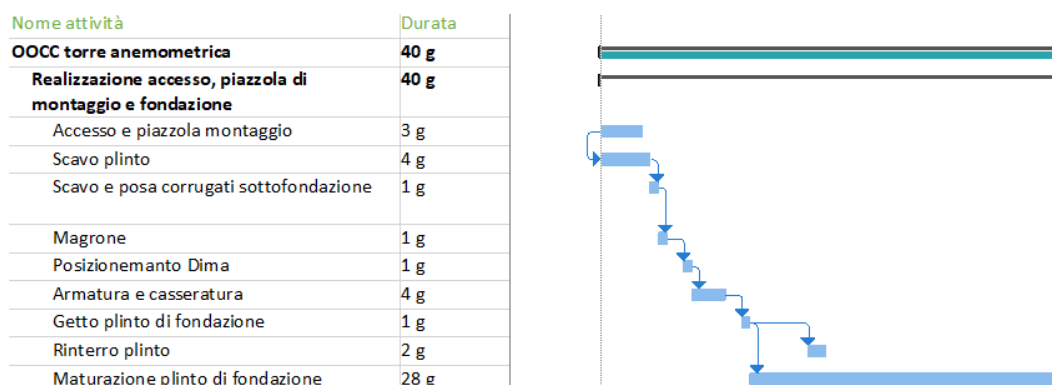 Nome attività Durata
OOCC torre anemometrica 40 g
Realizzazione accesso, piazzola di 40 g
montaggio e fondazione
Accesso e piazzola montaggio 3 g
Scavo plinto 4 g
Scavo e posa corrugati sottofondazione 1 g
Magrone 1 g
Posizionemanto Dima 1 g
Armatura e casseratura 4 g
Getto plinto di fondazione 1 g
Rinterro plinto 2 g
Maturazione plinto di fondazione 28 g